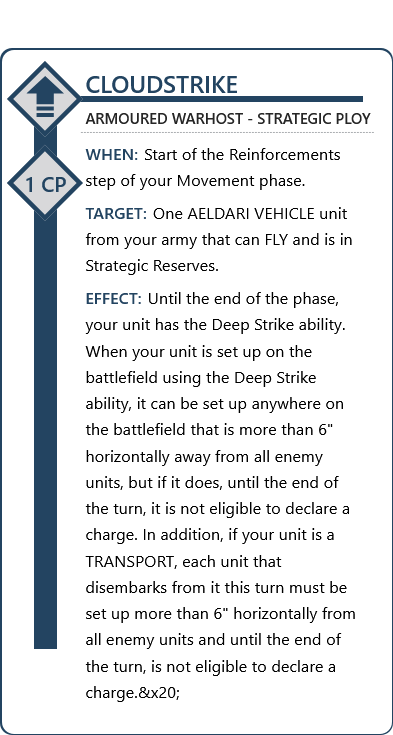 CLOUDSTRIKE
ARMOURED WARHOST - STRATEGIC PLOY
1 CP
WHEN: Start of the Reinforcements
step of your Movement phase.
TARGET: One AELDARI VEHICLE unit
from your army that can FLY and is in
Strategic Reserves.
EFFECT: Until the end of the phase,
your unit has the Deep Strike ability.
When your unit is set up on the
battlefield using the Deep Strike
ability, it can be set up anywhere on
the battlefield that is more than 6"
horizontally away from all enemy
units, but if it does, until the end of
the turn, it is not eligible to declare a
charge. In addition, if your unit is a
TRANSPORT, each unit that
disembarks from it this turn must be
set up more than 6" horizontally from
all enemy units and until the end of
the turn, is not eligible to declare a
charge.&x20;